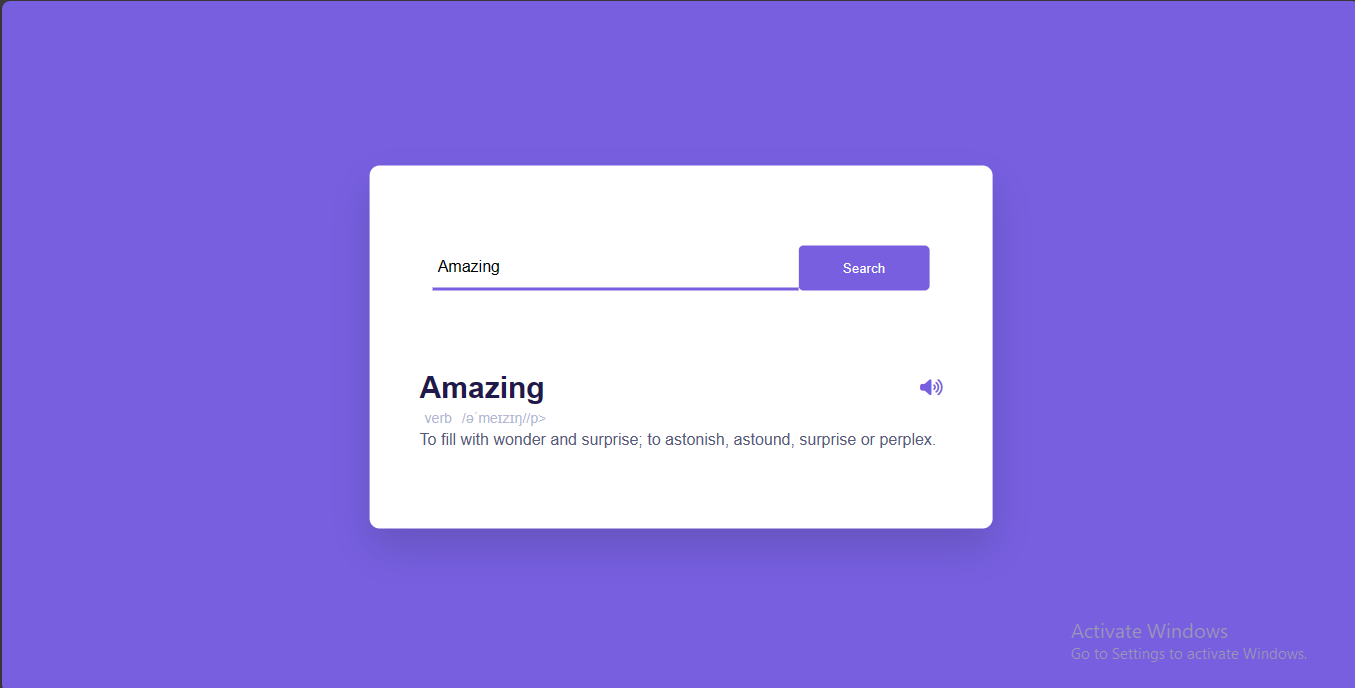 Amazing
Search
Amazing
verb /əˈmeɪzɪŋ//p>
To fill with wonder and surprise; to astonish, astound, surprise or perplex.
Activate Windows
Go to Settings to activate Windows.